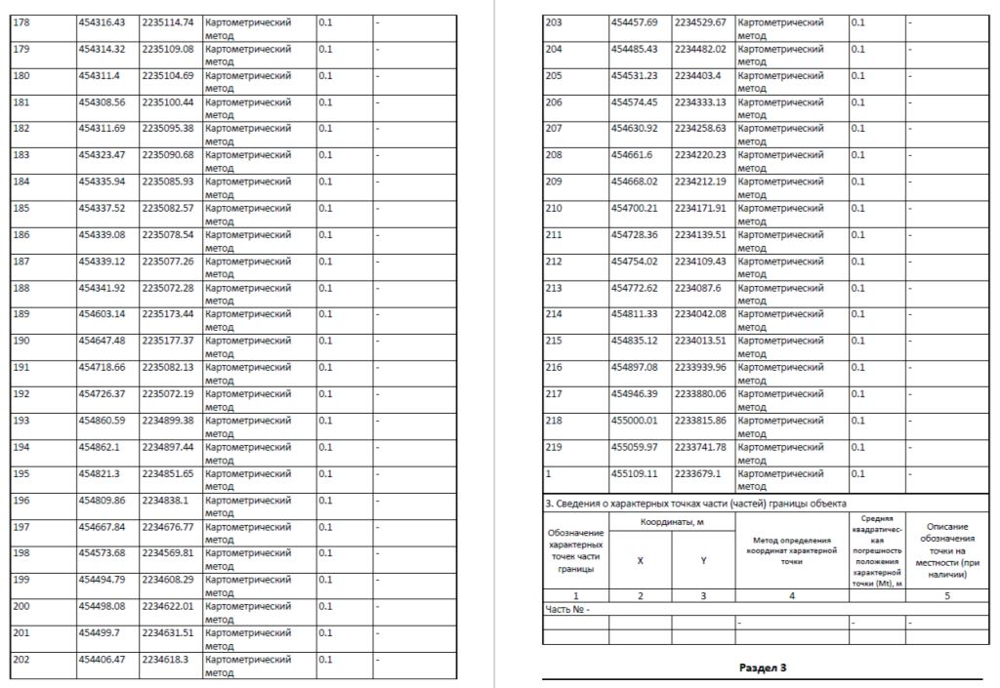 178 454316.43 2235114.74 Картометрический 0.1 -
метод
179 454314.32 2235109.08 Картометрический 0.1 -
метод
180 454311.4 2235104.69 Картометрический 0.1 -
метод
181 454308.56 2235100.44 Картометрический 0.1 -
метод
182 454311.69 2235095.38 Картометрический 0.1 -
метод
183 454323.47 2235090.68 Картометрический 0.1 -
метод
184 454335.94 2235085.93 Картометрический 0.1 -
метод
185 454337.52 2235082.57 Картометрический 0.1 -
метод
186 454339.08 2235078.54 Картометрический 0.1 -
метод
187 454339.12 2235077.26 Картометрический 0.1 -
метод
188 454341.92 2235072.28 Картометрический 0.1 -
метод
189 454603.14 2235173.44 Картометрический 0.1 -
метод
190 454647.48 2235177.37 Картометрический 0.1 -
метод
191 454718.66 2235082.13 Картометрический 0.1 -
метод
192 454726.37 2235072.19 Картометрический 0.1 -
метод
193 454860.59 2234899.38 Картометрический 0.1 -
метод
194 454862.1 2234897.44 Картометрический 0.1 -
метод
195 454821.3 2234851.65 Картометрический 0.1 -
метод
196 454809.86 2234838.1 Картометрический 0.1 -
метод
197 454667.84 2234676.77 Картометрический 0.1 -
метод
198 454573.68 2234569.81 Картометрический 0.1 -
метод
199 454494.79 2234608.29 Картометрический 0.1 -
метод
200 454498.08 2234622.01 Картометрический 0.1 -
метод
201 454499.7 2234631.51 Картометрический 0.1 -
метод
202 454406.47 2234618.3 Картометрический 0.1 -
метод
203 454457.69 2234529.67 Картометрический 0.1 -
метод
204 454485.43 2234482.02 Картометрический 0.1 -
метод
205 454531.23 2234403.4 Картометрический 0.1 -
метод
206 454574.45 2234333.13 Картометрический 0.1 -
метод
207 454630.92 2234258.63 Картометрический 0.1 -
метод
208 454661.6 2234220.23 Картометрический 0.1 -
метод
209 454668.02 2234212.19 Картометрический 0.1 -
метод
210 454700.21 2234171.91 Картометрический 0.1 -
метод
211 454728.36 2234139.51 Картометрический 0.1 -
метод
212 454754.02 2234109.43 Картометрический 0.1 -
метод
213 454772.62 2234087.6 Картометрический 0.1 -
метод
214 454811.33 2234042.08 Картометрический 0.1 -
метод
215 454835.12 2234013.51 Картометрический 0.1 -
метод
216 454897.08 2233939.96 Картометрический 0.1 -
метод
217 454946.39 2233880.06 Картометрический 0.1 -
метод
218 455000.01 2233815.86 Картометрический 0.1 -
метод
219 455059.97 2233741.78 Картометрический 0.1 -
метод
1 455109.11 2233679.1 Картометрический 0.1 -
метод
3. Сведения о характерных точках части (частей) границы объекта
Обозначение
характерных
точек части
границы
Координаты, м
X Y
Метод определения
координат характерной
точки
Средняя
квадратичес-
кая
погрешность
положения
характерной
точки (Mt), м
Описание
обозначения
точки на
местности (при
наличии)
1 2 3 4 5
Часть № -
- - -
Раздел 3